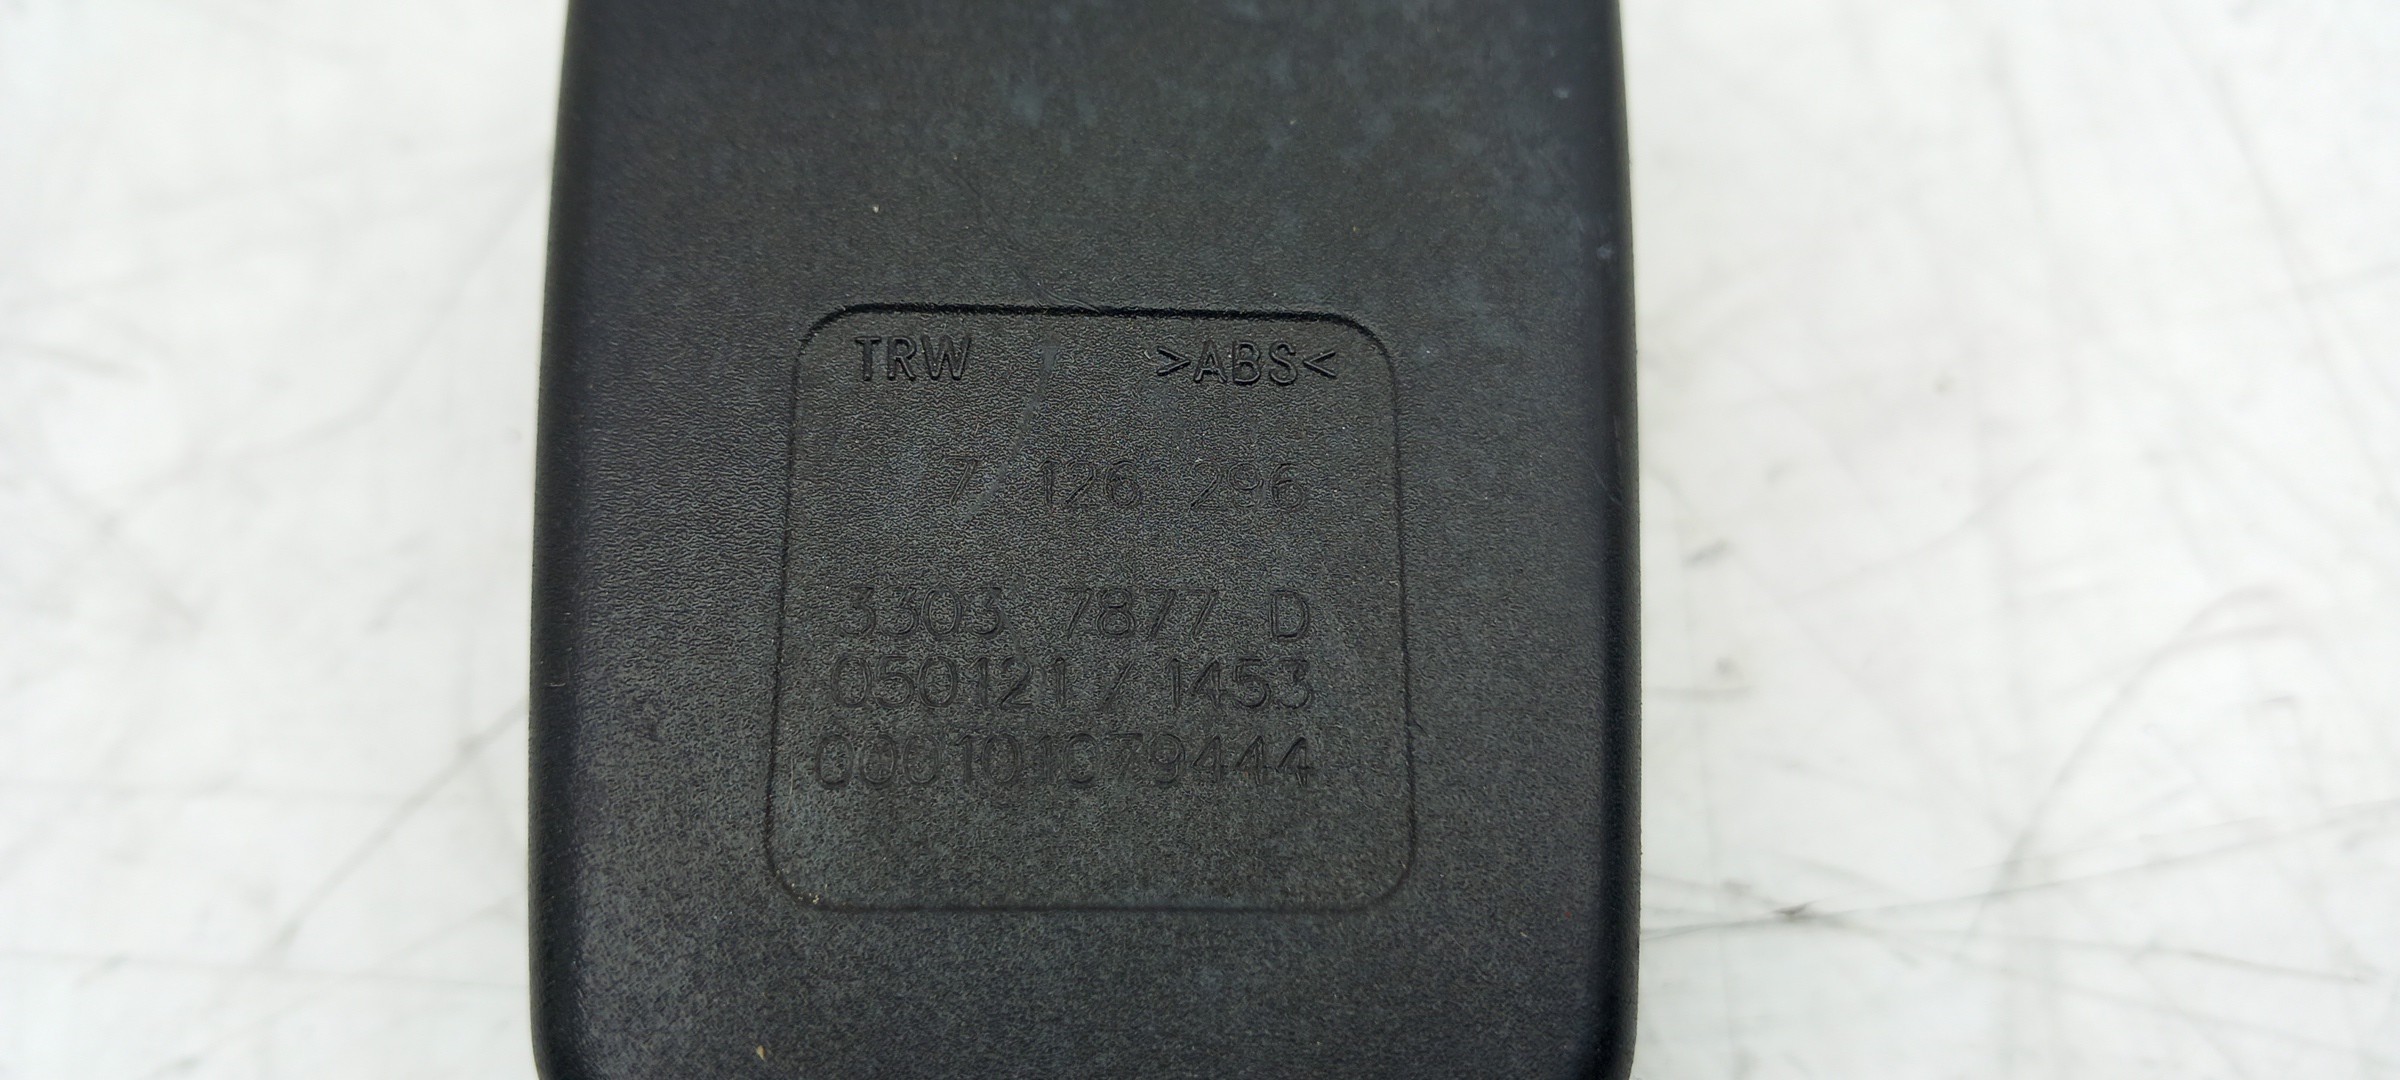 TRW >ABS<
7 126 296
3303 7877 D
050121 / 1453
000101079444